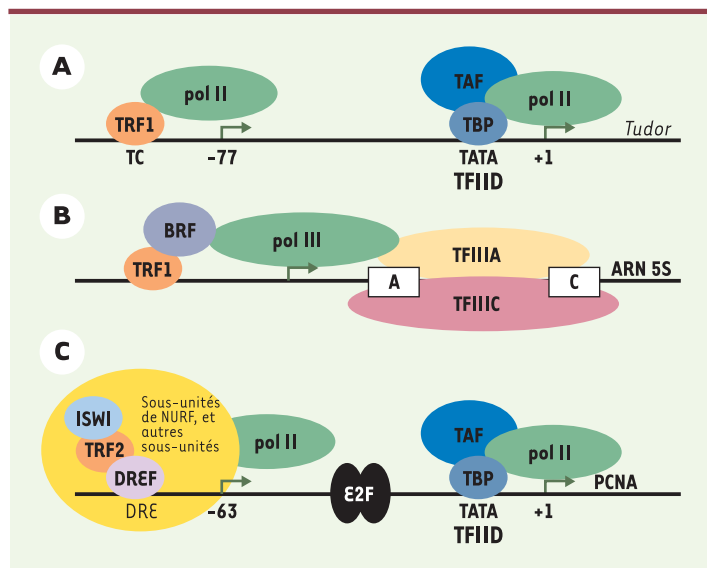 A
TRF1
pol II
TC
-77
TAF
TBP
pol II
TATA
+1
TFIID
Tudor
B
BRF
TRF1
pol III
TFIIIA
A
C
TFIIIC
ARN 5S
C
ISWI
TRF2
DREF
Sous-unités
de NURF, et
autres
sous-unités
pol II
DRE
-63
E2F
TAF
TBP
pol II
PCNA
TATA
+1
TFIID